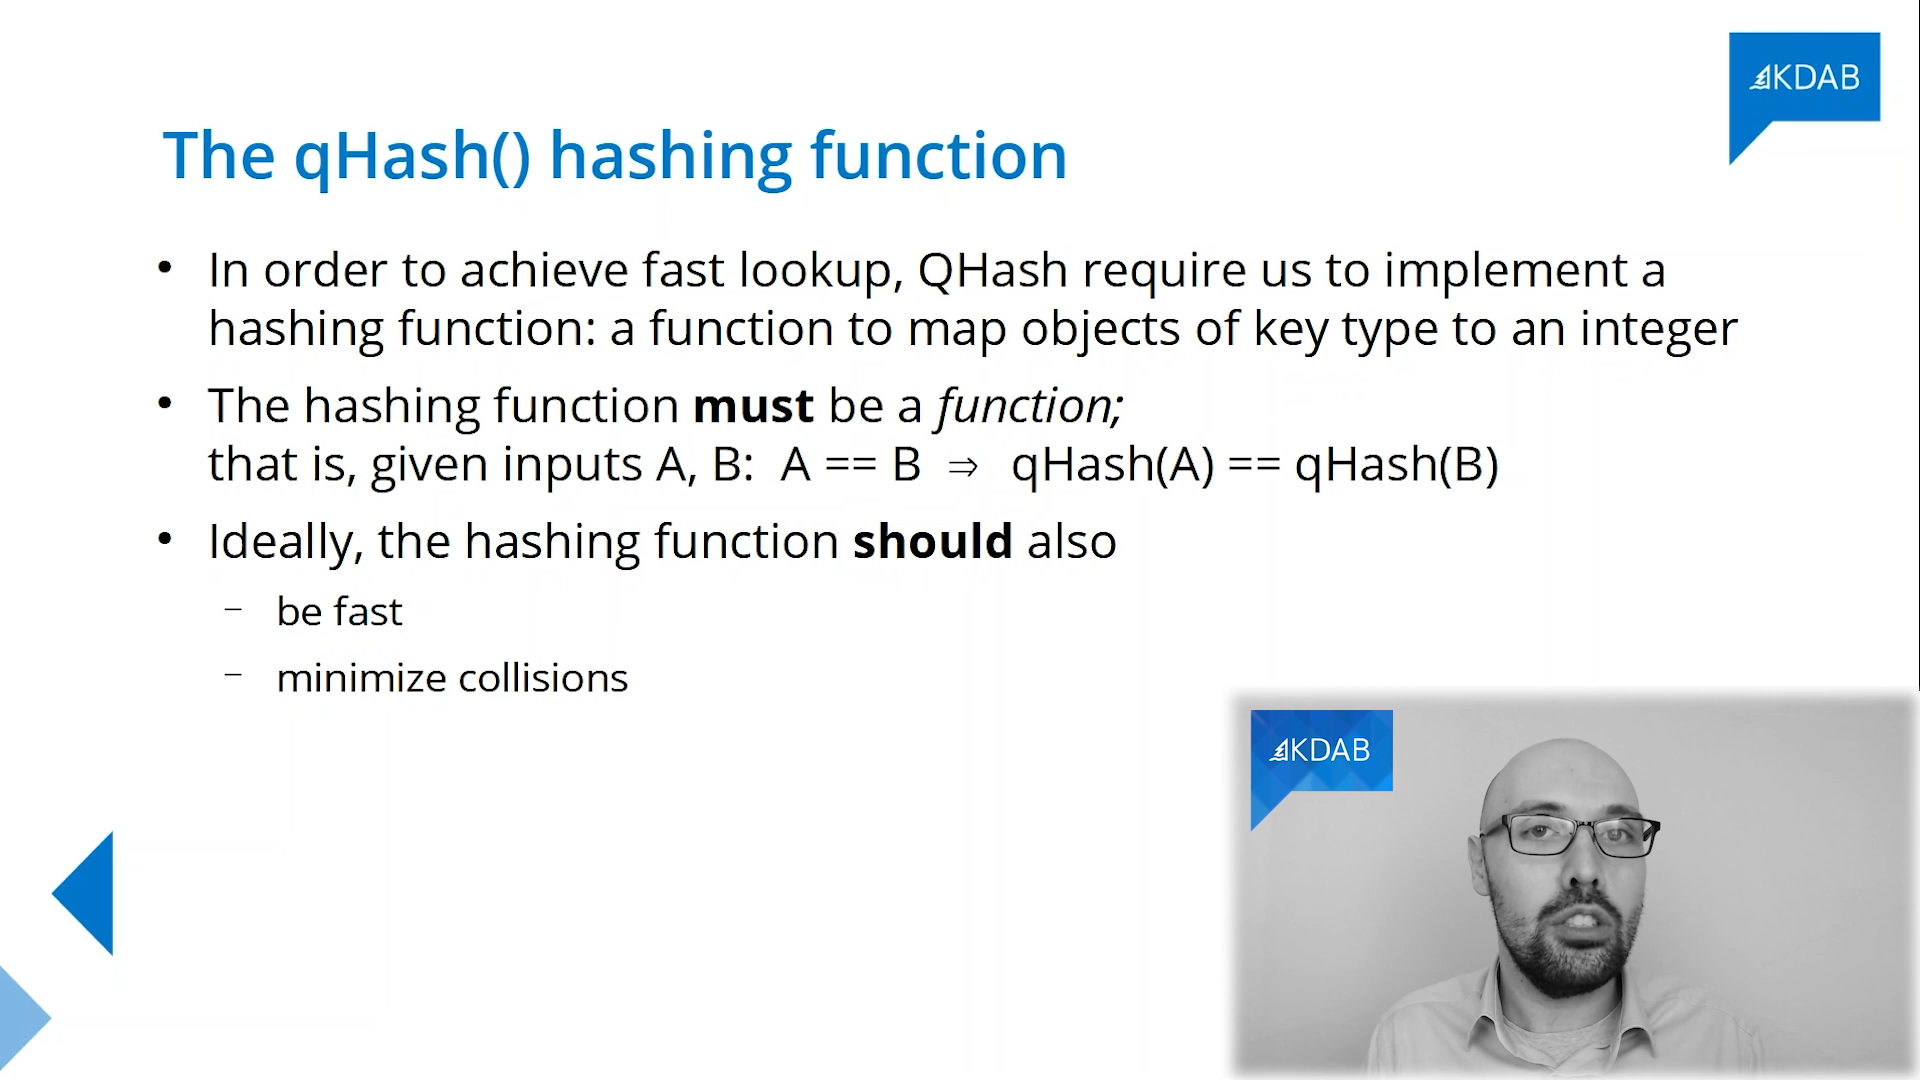 KDAB
The qHash() hashing function
• In order to achieve fast lookup, QHash require us to implement a
hashing function: a function to map objects of key type to an integer
• The hashing function must be a function;
that is, given inputs A, B: A == B ⇒ qHash(A) == qHash(B)
• Ideally, the hashing function should also
– be fast
– minimize collisions
KDAB